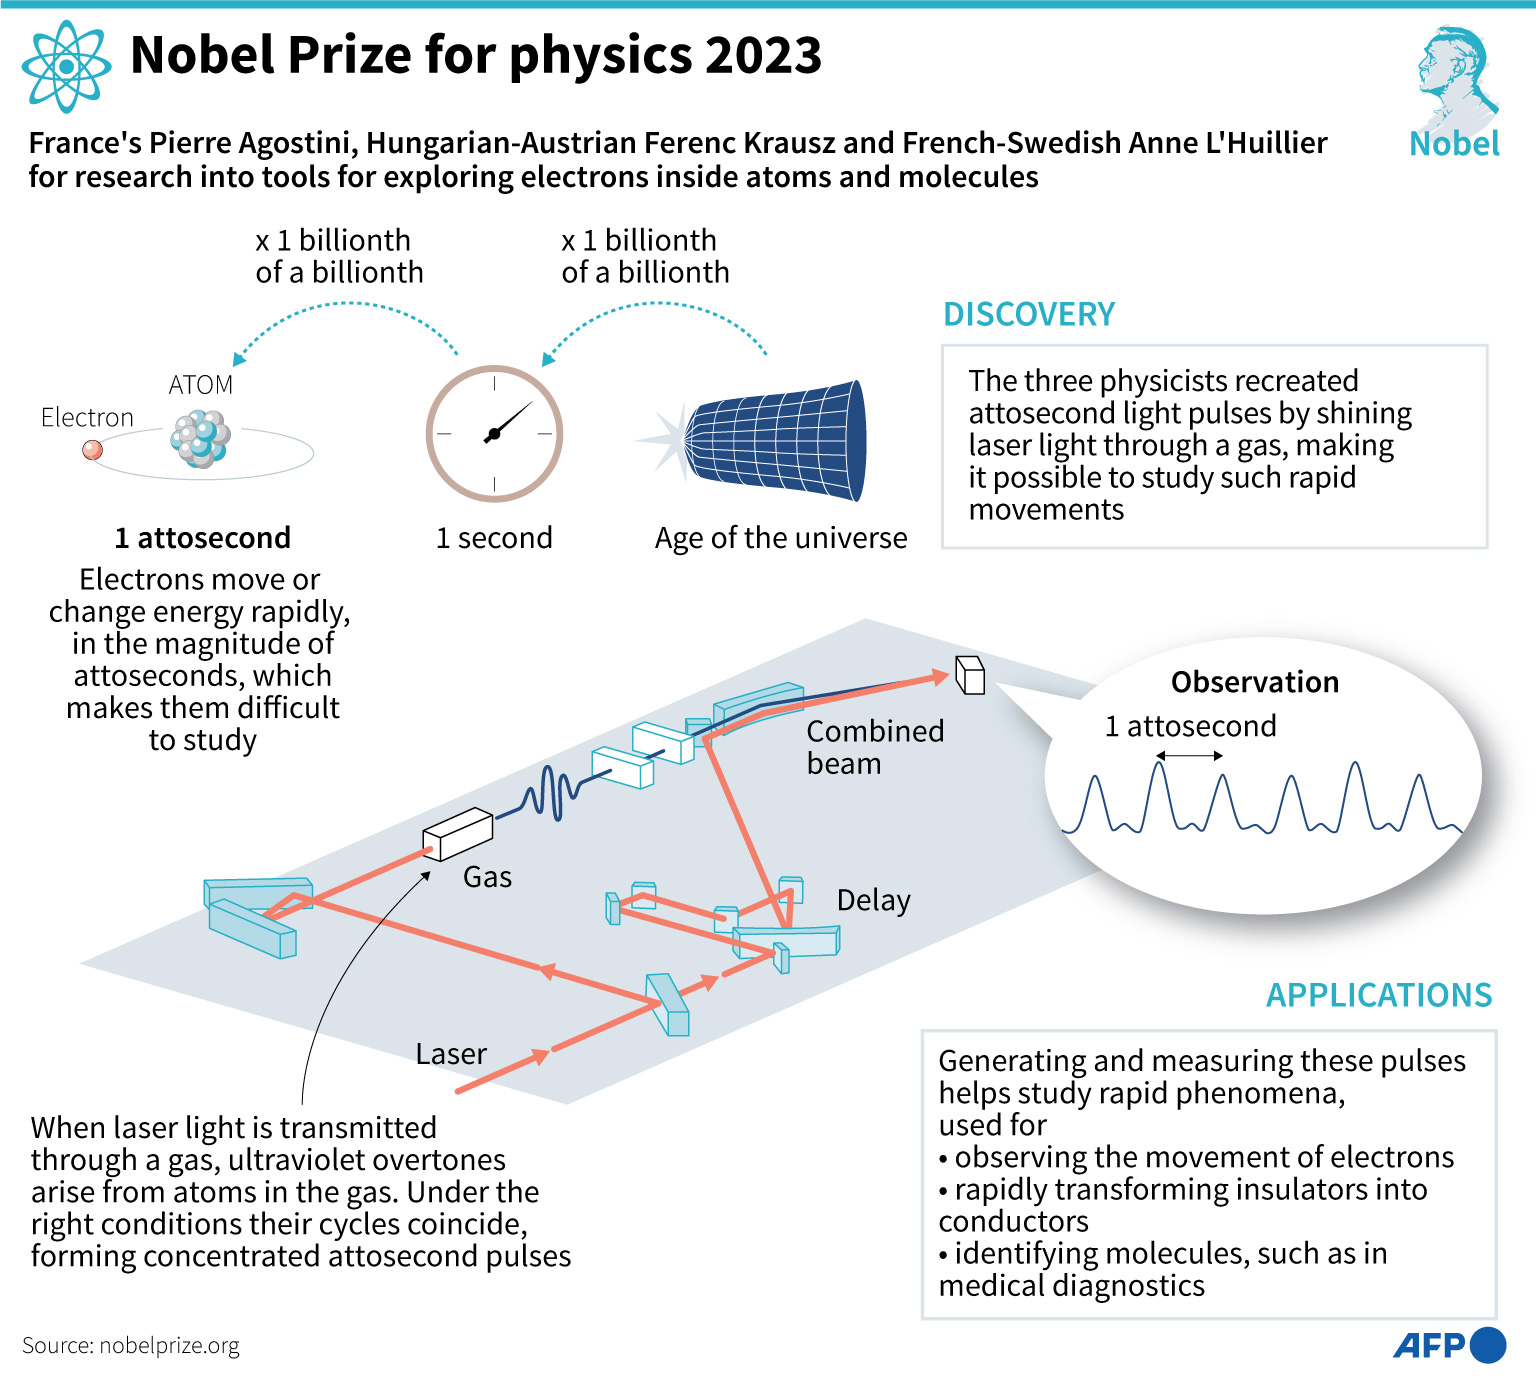 Nobel Prize for physics 2023
Nobel
France's Pierre Agostini, Hungarian-Austrian Ferenc Krausz and French-Swedish Anne L'Huillier
for research into tools for exploring electrons inside atoms and molecules
x 1 billionth
of a billionth
x 1 billionth
of a billionth
ATOM
Electron
1 attosecond
1 second
Age of the universe
Electrons move or
change energy rapidly,
in the magnitude of
attoseconds, which
makes them difficult
to study
DISCOVERY
The three physicists recreated
attosecond light pulses by shining
laser light through a gas, making
it possible to study such rapid
movements
Observation
1 attosecond
Combined
beam
Gas
Delay
Laser
When laser light is transmitted
through a gas, ultraviolet overtones
arise from atoms in the gas. Under the
right conditions their cycles coincide,
forming concentrated attosecond pulses
APPLICATIONS
Generating and measuring these pulses
helps study rapid phenomena,
used for
• observing the movement of electrons
• rapidly transforming insulators into
conductors
• identifying molecules, such as in
medical diagnostics
Source: nobelprize.org
AFP